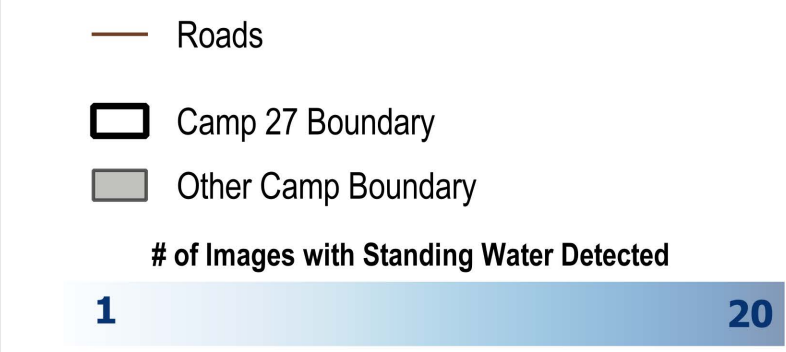 Roads
Camp 27 Boundary
Other Camp Boundary
# of Images with Standing Water Detected
1 20